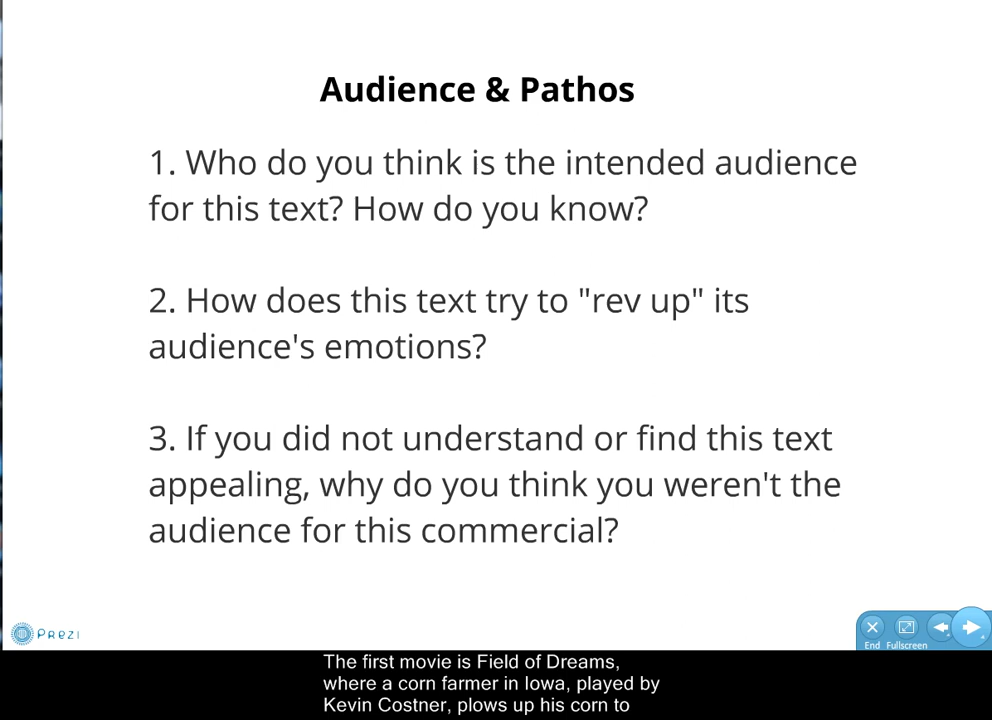 Audience & Pathos
1. Who do you think is the intended audience
for this text? How do you know?
2. How does this text try to "rev up" its
audience's emotions?
3. If you did not understand or find this text
appealing, why do you think you weren't the
audience for this commercial?
Prezi
End Fullscreen
The first movie is Field of Dreams,
where a corn farmer in Iowa, played by
Kevin Costner, plows up his corn to